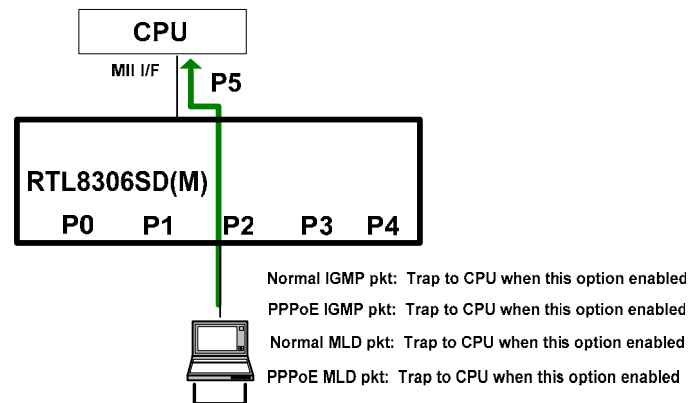 CPU
MII I/F
P5
RTL8306SD(M)
P0 P1 P2 P3 P4
Normal IGMP pkt: Trap to CPU when this option enabled
PPPoE IGMP pkt: Trap to CPU when this option enabled
Normal MLD pkt: Trap to CPU when this option enabled
PPPoE MLD pkt: Trap to CPU when this option enabled